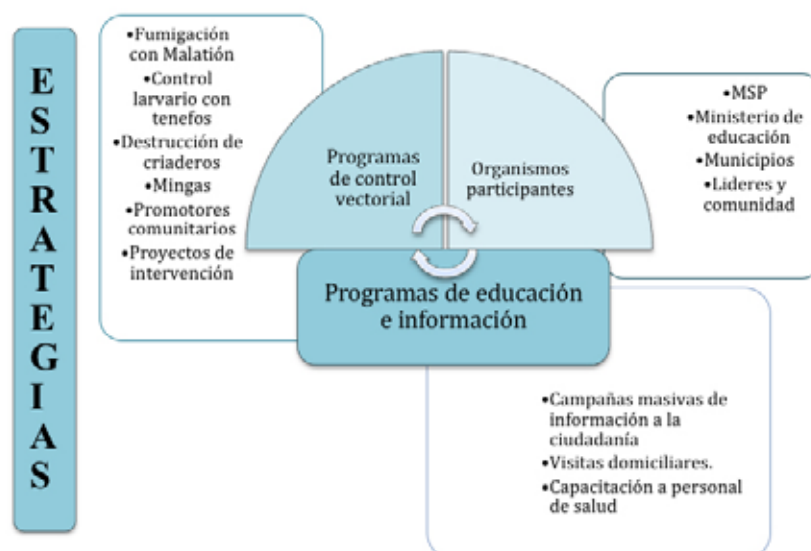 ESTRATEGIAS
•Fumigación
con Malatión
•Control
larvario con
tenefos
•Destrucción de
criaderos
•Mingas
•Promotores
comunitarios
•Proyectos de
intervención
Programas
de control
vectorial
Organismos
participantes
•MSP
•Ministerio de
educación
•Municipios
•Lideres y
comunidad
Programas de educación
e información
•Campañas masivas de
información a la
ciudadanía
•Visitas domiciliares.
•Capacitación a personal
de salud